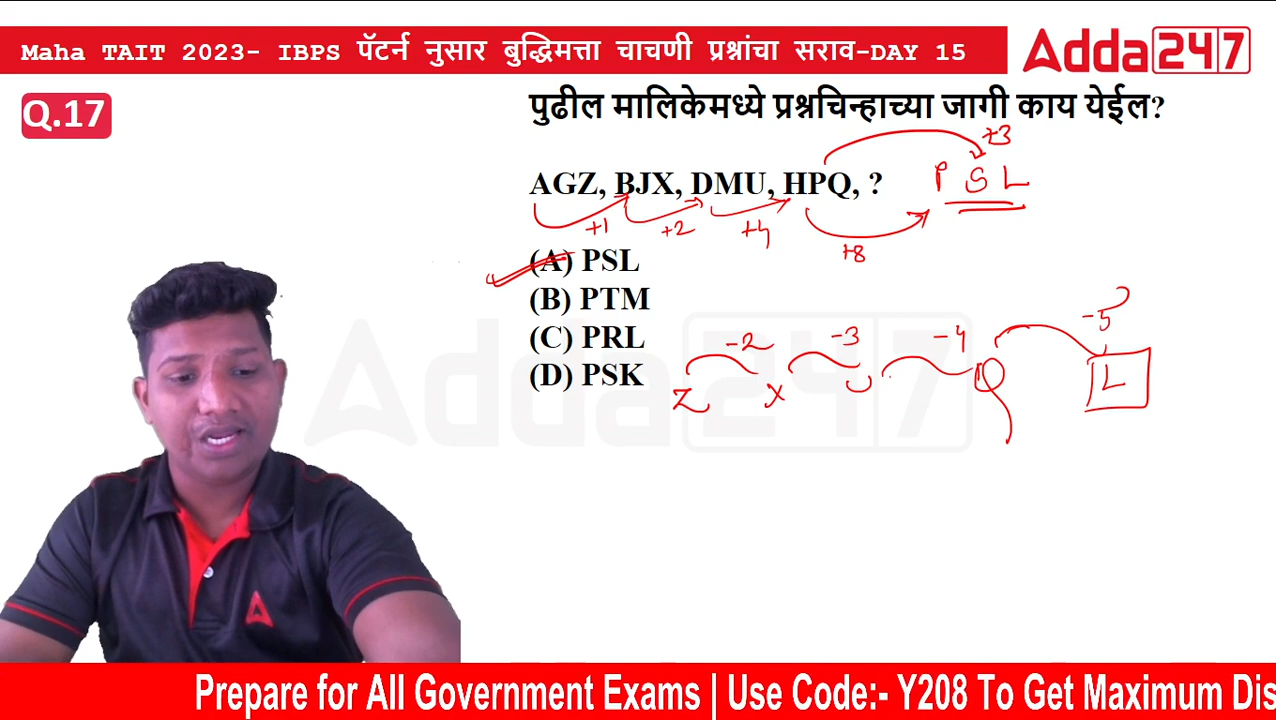 Maha TAIT 2023- IBPS पॅटर्न नुसार बुद्धिमत्ता चाचणी प्रश्नांचा सराव-DAY 15
Adda247
Q.17
पुढील मालिकेमध्ये प्रश्नचिन्हाच्या जागी काय येईल?
+3
AGZ, BJX, DMU, HPQ, ? PSL
+1 +2 +4
+8
(A) PSL
(B) PTM
(C) PRL
(D) PSK
-2 -3 -4 -5
Z X U Q L
Adda247
Prepare for All Government Exams | Use Code:- Y208 To Get Maximum Dis